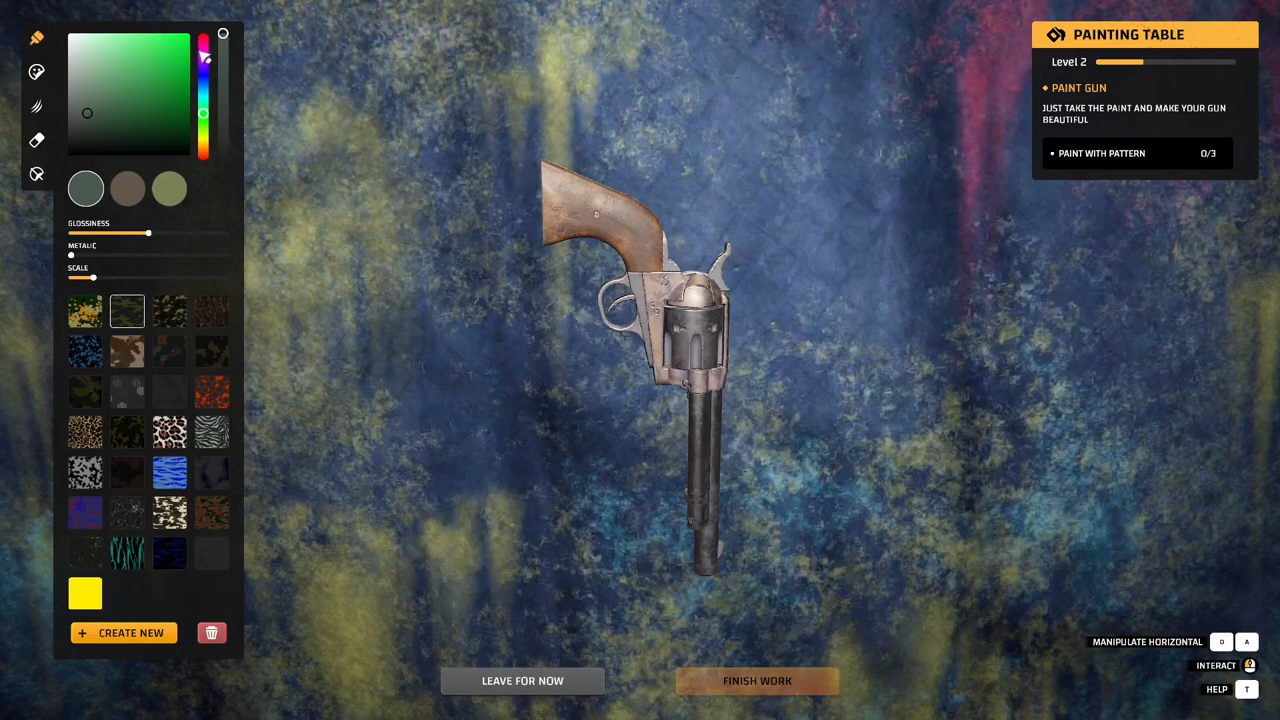 PAINTING TABLE
Level 2
PAINT GUN
JUST TAKE THE PAINT AND MAKE YOUR GUN
BEAUTIFUL
• PAINT WITH PATTERN 0/3
GLOSSINESS
METALIC
SCALE
+ CREATE NEW
LEAVE FOR NOW
FINISH WORK
MANIPULATE HORIZONTAL D A
INTERACT
HELP T